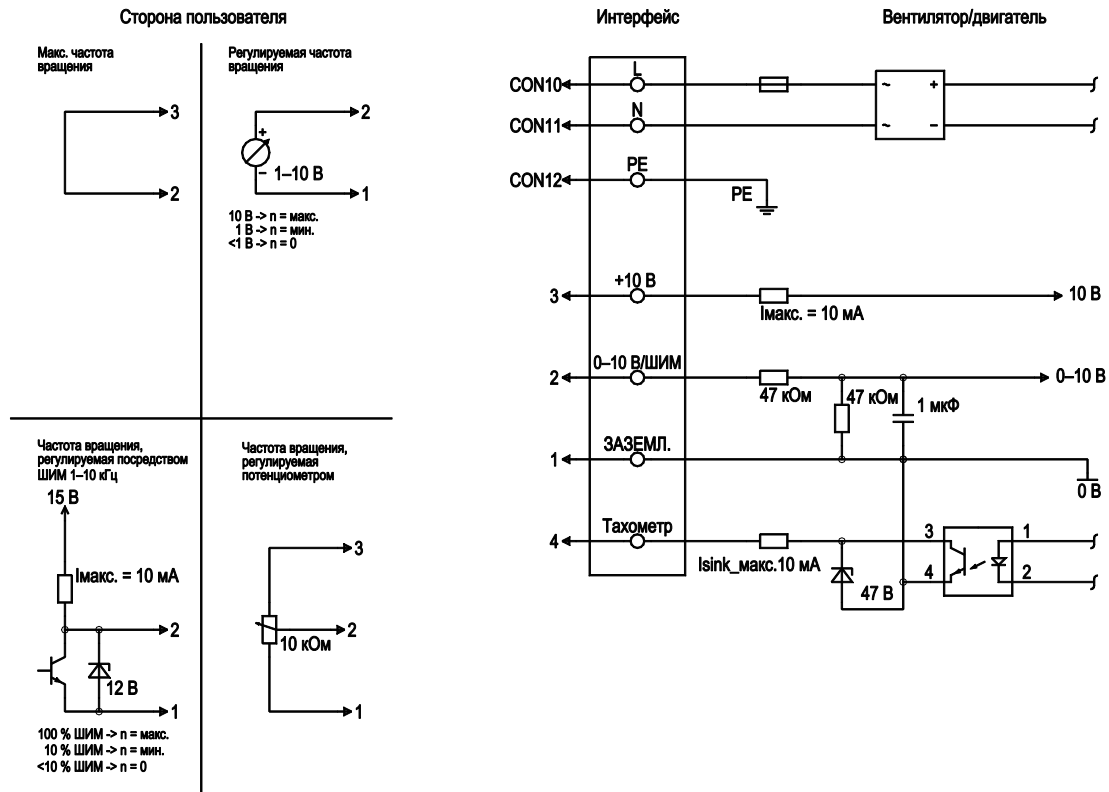 Сторона пользователя
Интерфейс
Вентилятор/двигатель
Макс. частота
вращения
3
2
Регулируемая частота
вращения
2
+
–
1–10 В
1
10 В -> n = макс.
1 В -> n = мин.
<1 В -> n = 0
Частота вращения,
регулируемая посредством
ШИМ 1–10 кГц
15 В
Iмакс. = 10 мА
2
12 В
1
100 % ШИМ -> n = макс.
10 % ШИМ -> n = мин.
<10 % ШИМ -> n = 0
Частота вращения,
регулируемая
потенциометром
3
2
10 кОм
1
CON10
L
~
+
CON11
N
~
–
CON12
PE
PE
3
+10 В
Iмакс. = 10 мА
10 В
2
0–10 В/ШИМ
47 кОм
47 кОм
1 мкФ
0–10 В
1
ЗАЗЕМЛ.
0 В
4
Тахометр
Isink_макс.10 мА
47 В
3
4
1
2